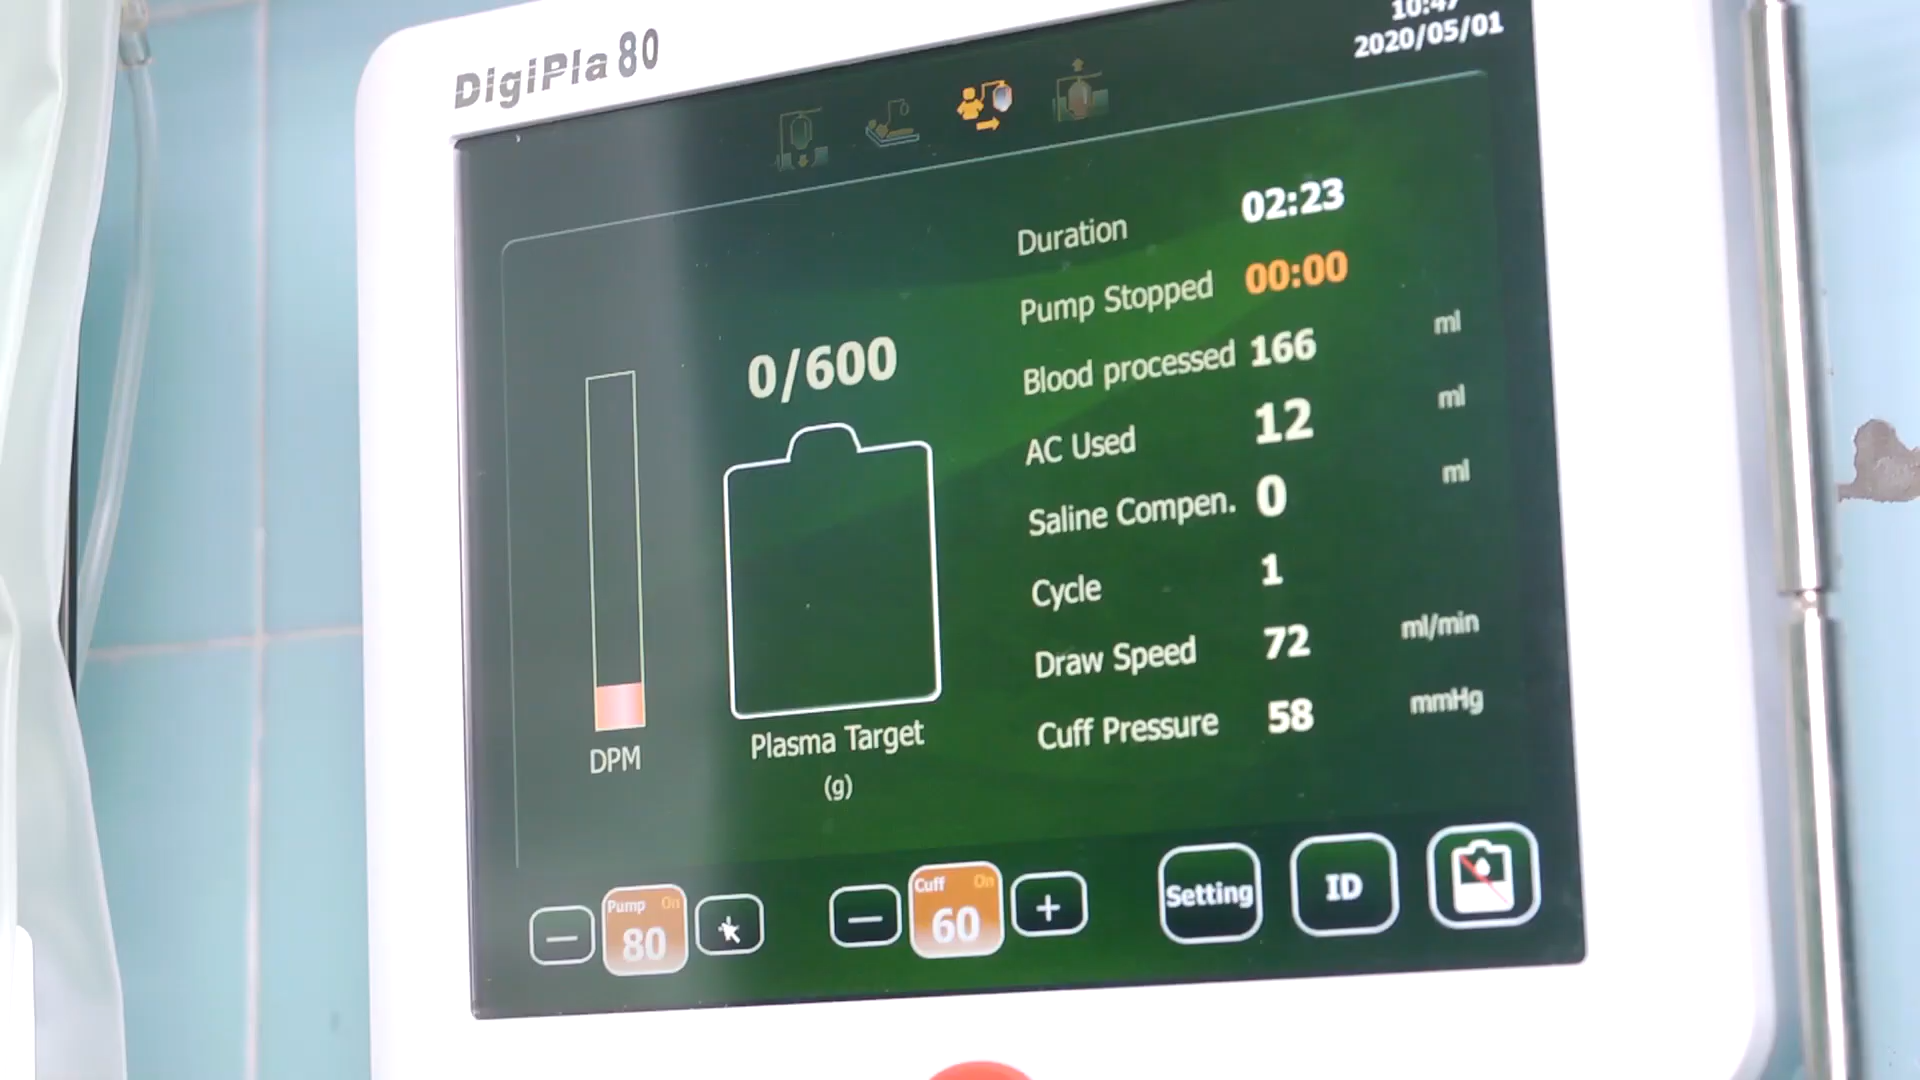 DigiPla 80
10:47
2020/05/01
Duration 02:23
Pump Stopped 00:00
Blood processed 166 ml
AC Used 12 ml
Saline Compen. 0 ml
Cycle 1
Draw Speed 72 ml/min
Cuff Pressure 58 mmHg
0/600
Plasma Target
(g)
DPM
Pump On
80
Cuff On
60
Setting
ID